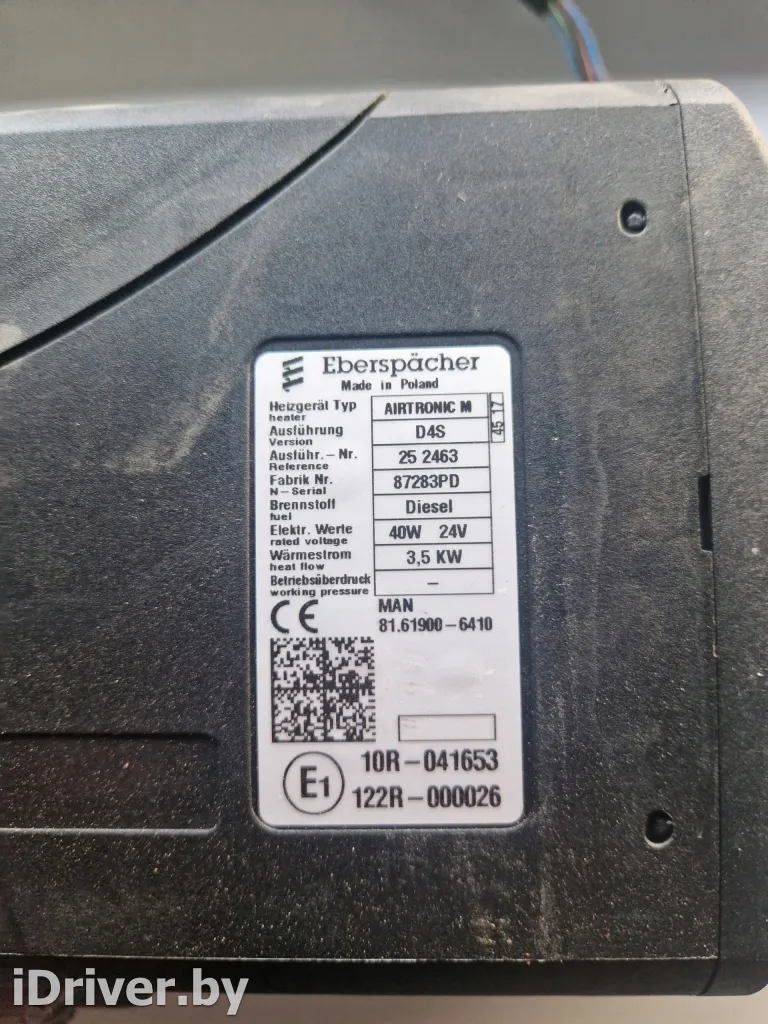 Eberspächer
Made in Poland
Heizgerät Typ AIRTRONIC M
heater
45 17
Ausführung D4S
Version
Ausführ.-Nr. 25 2463
Reference
Fabrik Nr. 87283PD
N-Serial
Brennstoff Diesel
fuel
Elektr. Werte 40W 24V
rated voltage
Wärmestrom 3,5 KW
heat flow
Betriebsüberdruck –
working pressure
CE
MAN
81.61900-6410
E1
10R-041653
122R-000026
iDriver.by